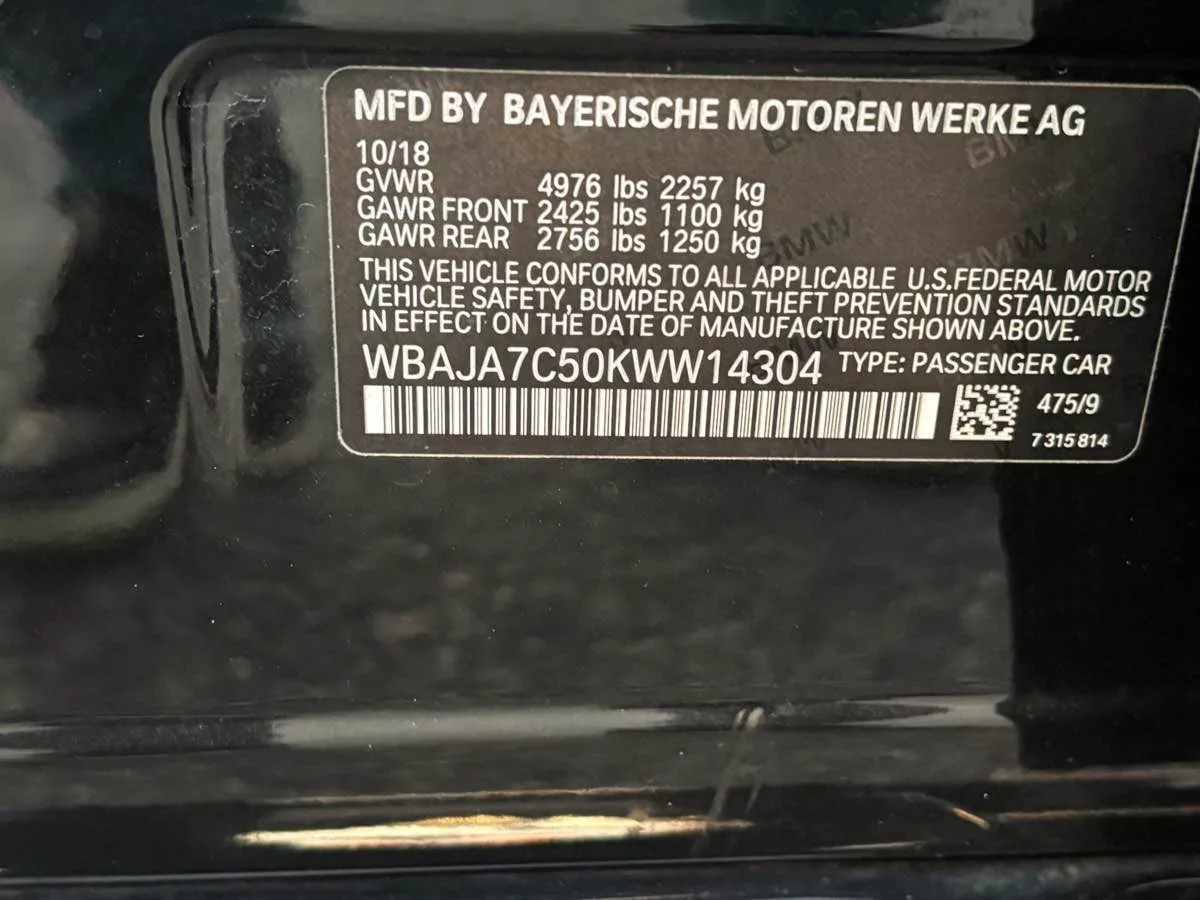 MFD BY BAYERISCHE MOTOREN WERKE AG
10/18
GVWR 4976 lbs 2257 kg
GAWR FRONT 2425 lbs 1100 kg
GAWR REAR 2756 lbs 1250 kg
THIS VEHICLE CONFORMS TO ALL APPLICABLE U.S.FEDERAL MOTOR
VEHICLE SAFETY, BUMPER AND THEFT PREVENTION STANDARDS
IN EFFECT ON THE DATE OF MANUFACTURE SHOWN ABOVE.
WBAJA7C50KWW14304 TYPE: PASSENGER CAR
475/9
7 315 814
BMW
BMW
BMW